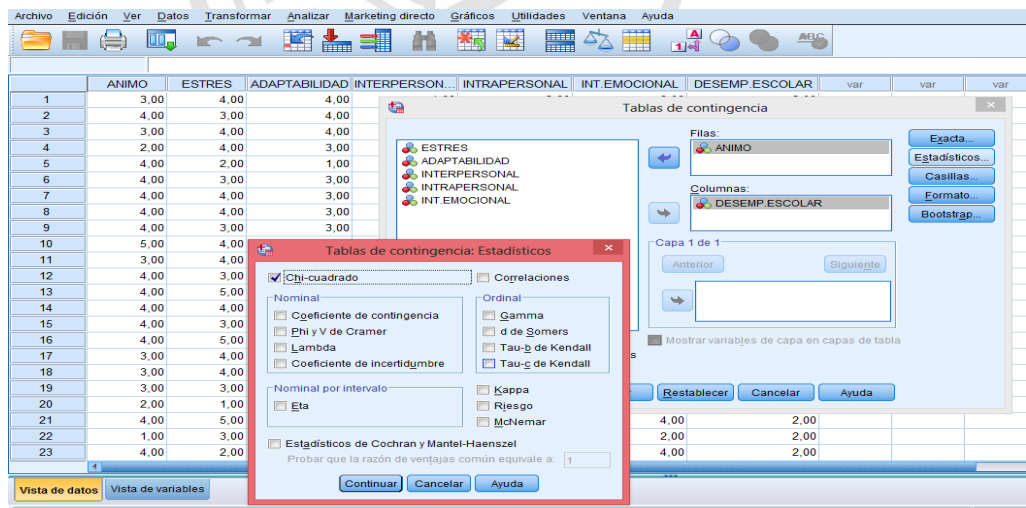 Archivo Edición Ver Datos Transformar Analizar Marketing directo Gráficos Utilidades Ventana Ayuda
ANIMO ESTRES ADAPTABILIDAD INTERPERSON... INTRAPERSONAL INT.EMOCIONAL DESEMP.ESCOLAR var var var
1 3,00 4,00 4,00
2 4,00 3,00 4,00
3 3,00 4,00 4,00
4 2,00 4,00 3,00
5 4,00 2,00 1,00
6 4,00 3,00 3,00
7 4,00 4,00 3,00
8 4,00 4,00 3,00
9 4,00 3,00 3,00
10 5,00 4,00
11 3,00 4,00
12 4,00 3,00
13 4,00 5,00
14 4,00 4,00
15 4,00 3,00
16 4,00 5,00
17 3,00 4,00
18 3,00 4,00
19 3,00 3,00
20 2,00 1,00
21 4,00 5,00 4,00 2,00
22 1,00 3,00 2,00 2,00
23 4,00 2,00 4,00 2,00
Tablas de contingencia
ESTRES
ADAPTABILIDAD
INTERPERSONAL
INTRAPERSONAL
INT.EMOCIONAL
Filas:
ANIMO
Columnas:
DESEMP.ESCOLAR
Exacta...
Estadísticos...
Casillas...
Formato...
Bootstrap...
Capa 1 de 1
Anterior Siguiente
Mostrar variables de capa en capas de tabla
Restablecer Cancelar Ayuda
Tablas de contingencia: Estadísticos
Chi-cuadrado
Correlaciones
Nominal
Coeficiente de contingencia
Phi y V de Cramer
Lambda
Coeficiente de incertidumbre
Ordinal
Gamma
d de Somers
Tau-b de Kendall
Tau-c de Kendall
Nominal por intervalo
Eta
Kappa
Riesgo
McNemar
Estadísticos de Cochran y Mantel-Haenszel
Probar que la razón de ventajas común equivale a: 1
Continuar Cancelar Ayuda
Vista de datos Vista de variables